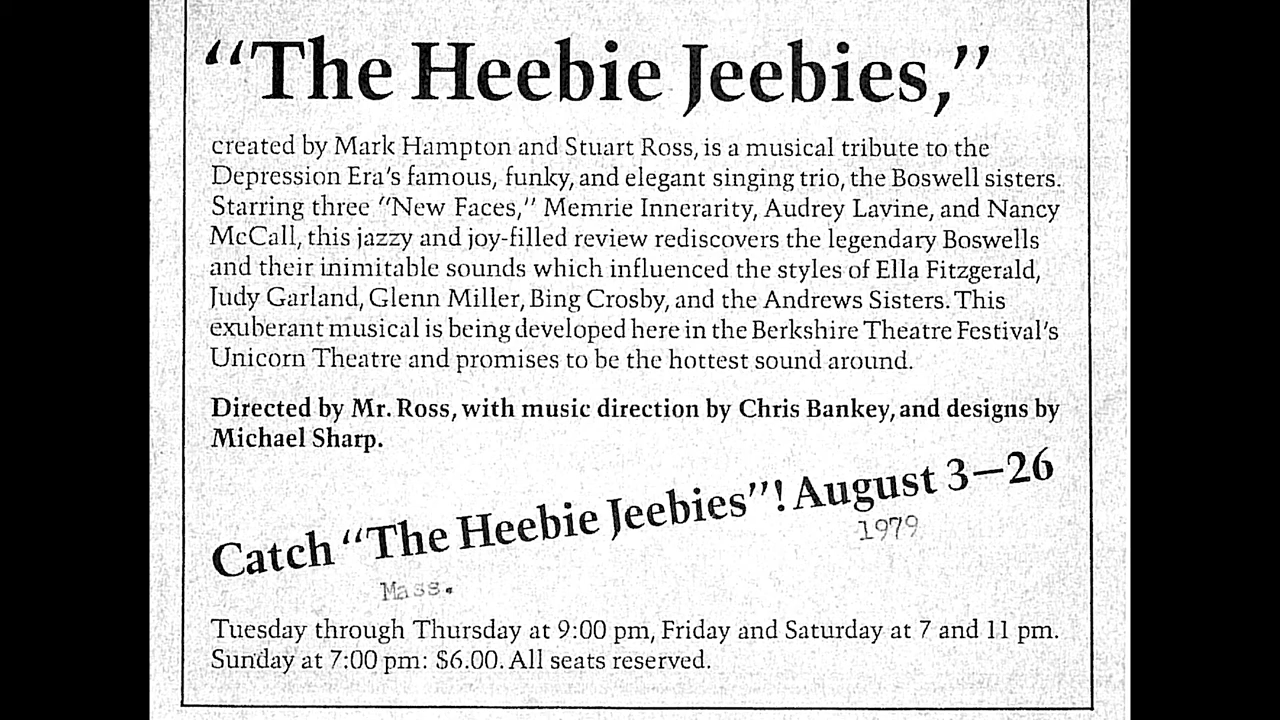 “The Heebie Jeebies,”
created by Mark Hampton and Stuart Ross, is a musical tribute to the
Depression Era's famous, funky, and elegant singing trio, the Boswell sisters.
Starring three “New Faces,” Memrie Innerarity, Audrey Lavine, and Nancy
McCall, this jazzy and joy-filled review rediscovers the legendary Boswells
and their inimitable sounds which influenced the styles of Ella Fitzgerald,
Judy Garland, Glenn Miller, Bing Crosby, and the Andrews Sisters. This
exuberant musical is being developed here in the Berkshire Theatre Festival's
Unicorn Theatre and promises to be the hottest sound around.
Directed by Mr. Ross, with music direction by Chris Bankey, and designs by
Michael Sharp.
Catch “The Heebie Jeebies”! August 3—26
1979
Mass.
Tuesday through Thursday at 9:00 pm, Friday and Saturday at 7 and 11 pm.
Sunday at 7:00 pm: $6.00. All seats reserved.